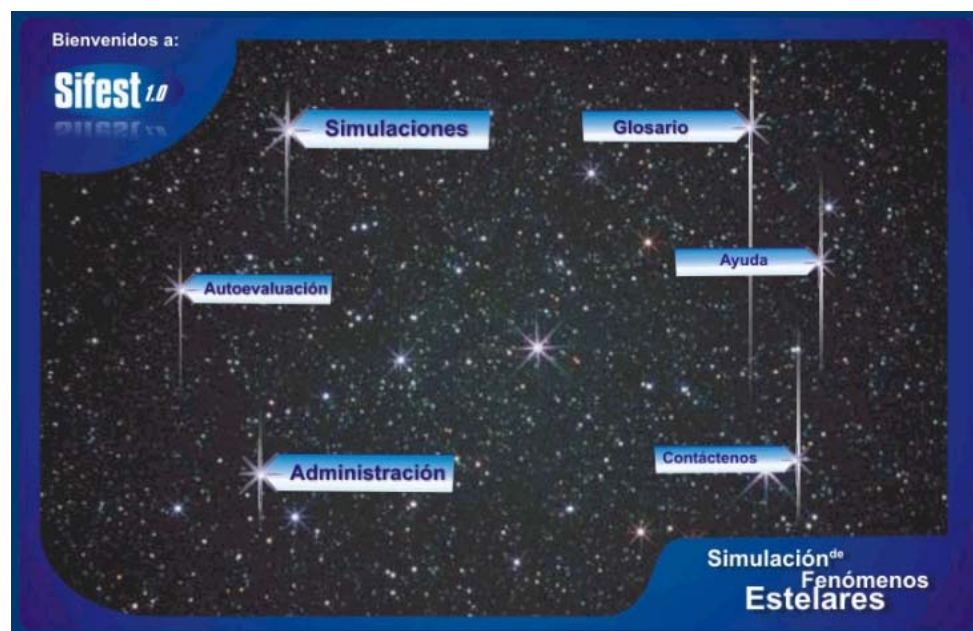 Bienvenidos a:
Sifest 1.0
Simulaciones
Glosario
Ayuda
Autoevaluación
Administración
Contáctenos
Simulación de
Fenómenos
Estelares